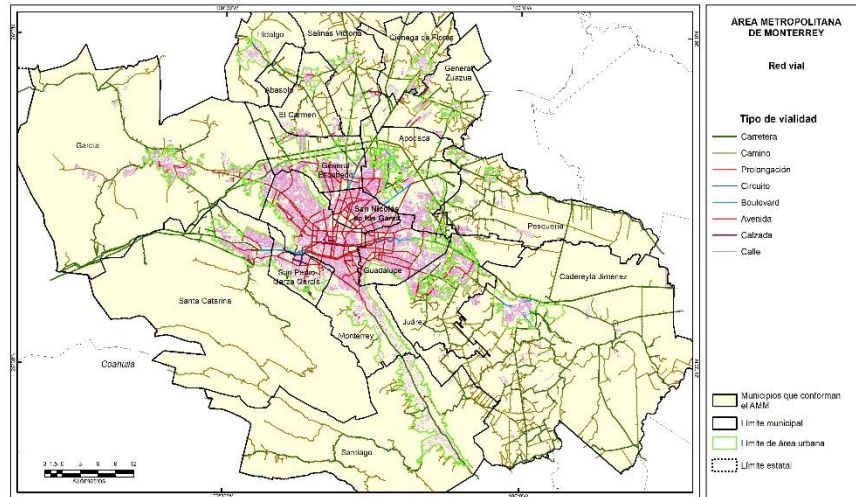 Hidalgo
Salinas Victoria
Ciénega de Flores
General
Zuazua
Abasolo
El Carmen
Apodaca
García
General
Escobedo
San Nicolás
de los Garza
Pesquería
Cadereyta Jiménez
San Pedro
Garza García
Guadalupe
Santa Catarina
Juárez
Monterrey
Coahuila
Santiago
Kilómetros
ÁREA METROPOLITANA
DE MONTERREY
Red vial
Tipo de vialidad
Carretera
Camino
Prolongación
Circuito
Boulevard
Avenida
Calzada
Calle
Municipios que conforman
el AMM
Límite municipal
Límite de área urbana
Límite estatal